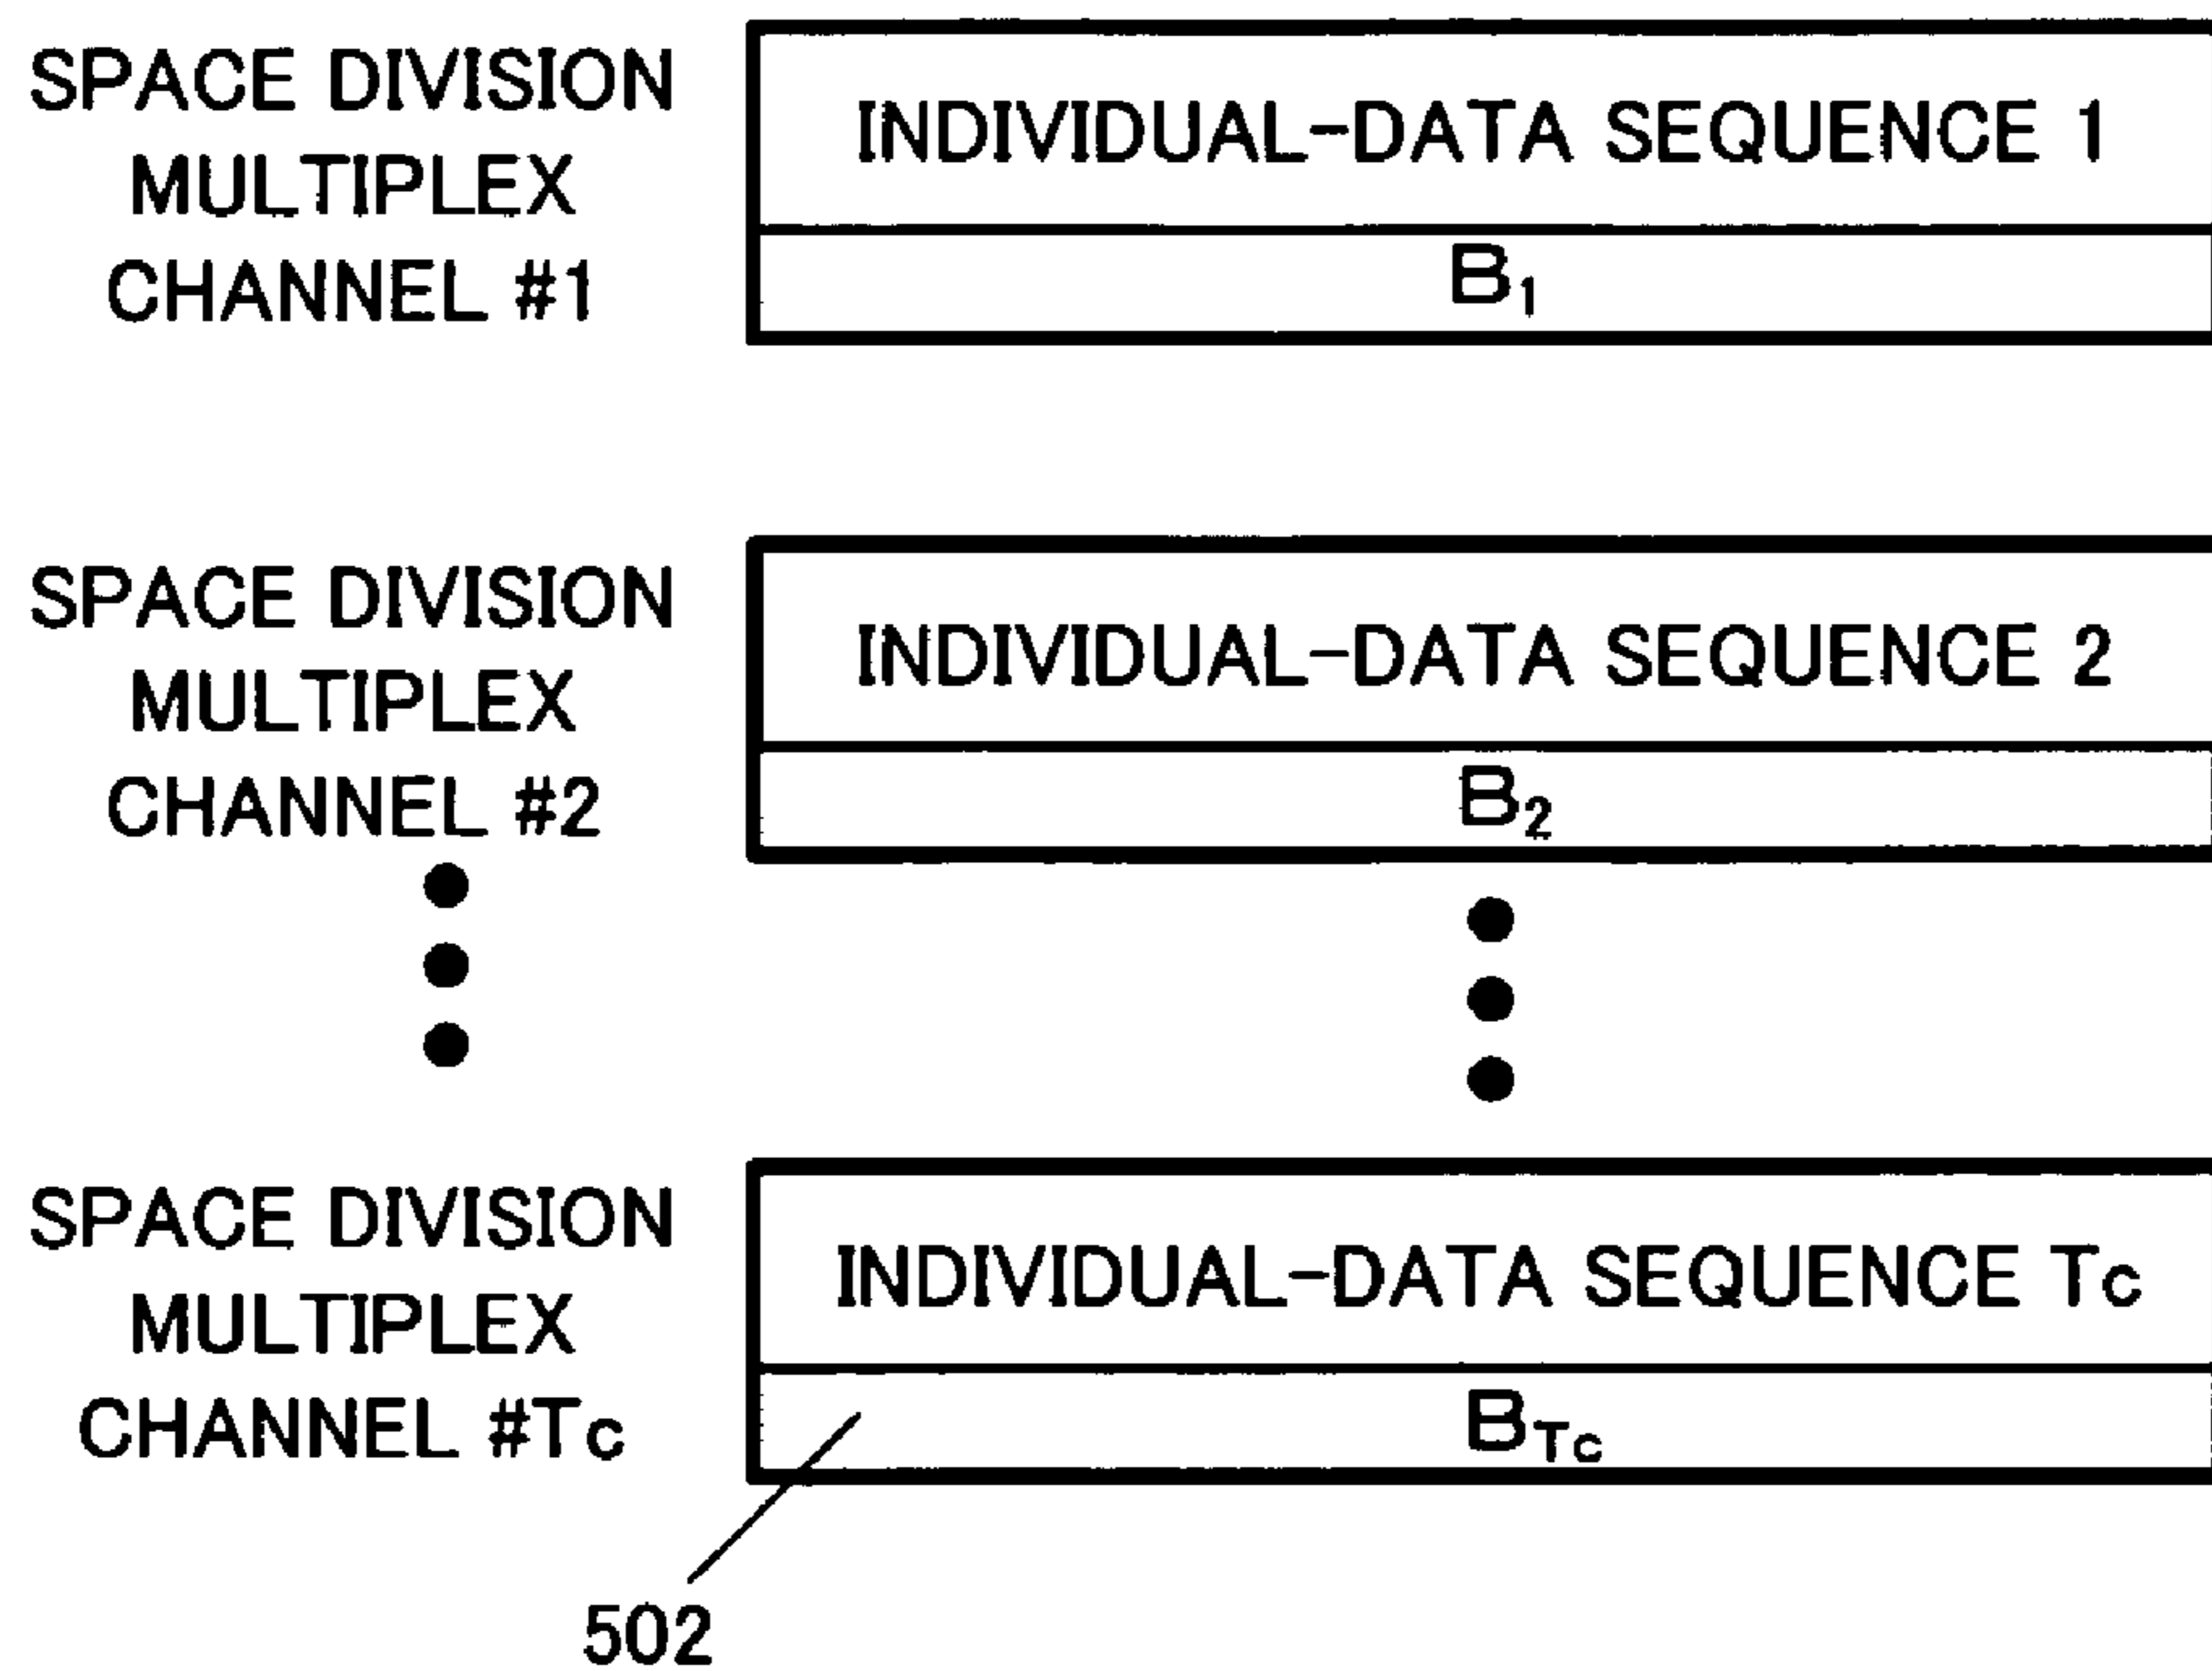 SPACE DIVISION
MULTIPLEX
CHANNEL #1
INDIVIDUAL-DATA SEQUENCE 1
B1
SPACE DIVISION
MULTIPLEX
CHANNEL #2
INDIVIDUAL-DATA SEQUENCE 2
B2
SPACE DIVISION
MULTIPLEX
CHANNEL #Tc
INDIVIDUAL-DATA SEQUENCE Tc
BTc
502